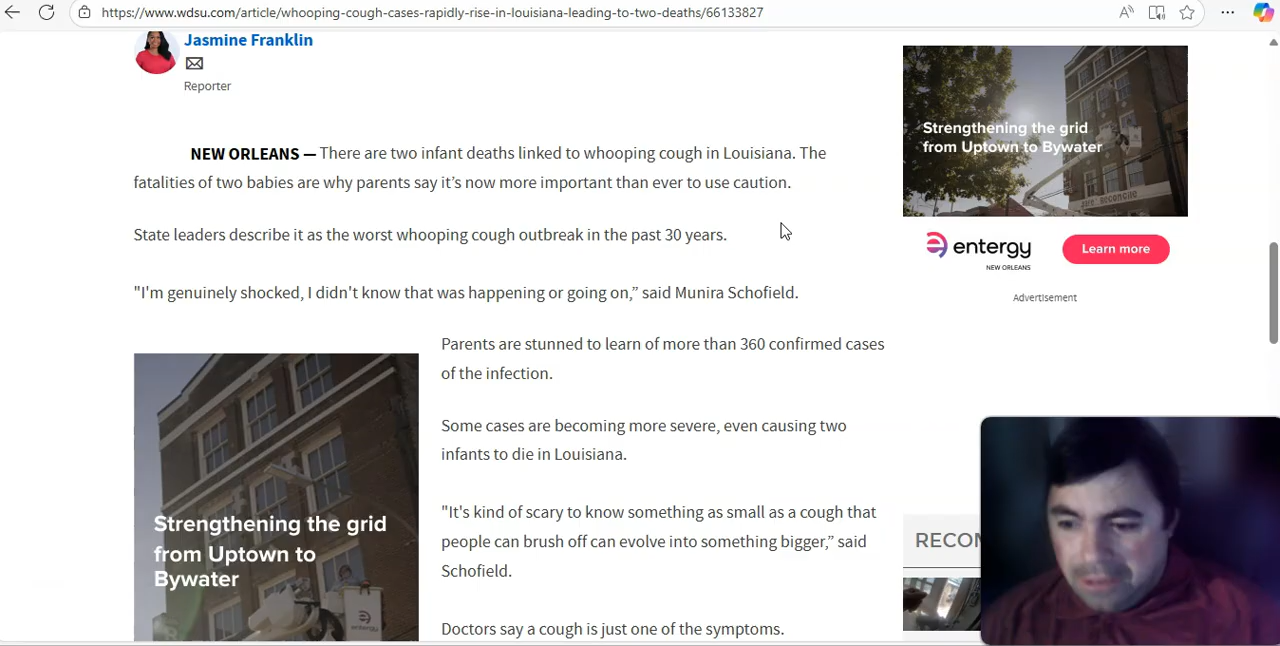 https://www.wdsu.com/article/whooping-cough-cases-rapidly-rise-in-louisiana-leading-to-two-deaths/66133827
Jasmine Franklin
Reporter
NEW ORLEANS — There are two infant deaths linked to whooping cough in Louisiana. The
fatalities of two babies are why parents say it’s now more important than ever to use caution.
State leaders describe it as the worst whooping cough outbreak in the past 30 years.
"I'm genuinely shocked, I didn't know that was happening or going on,” said Munira Schofield.
Parents are stunned to learn of more than 360 confirmed cases
of the infection.
Some cases are becoming more severe, even causing two
infants to die in Louisiana.
"It's kind of scary to know something as small as a cough that
people can brush off can evolve into something bigger,” said
Schofield.
Doctors say a cough is just one of the symptoms.
Strengthening the grid
from Uptown to
Bywater
entergy
Strengthening the grid
from Uptown to Bywater
entergy
NEW ORLEANS
Learn more
Advertisement
RECOM